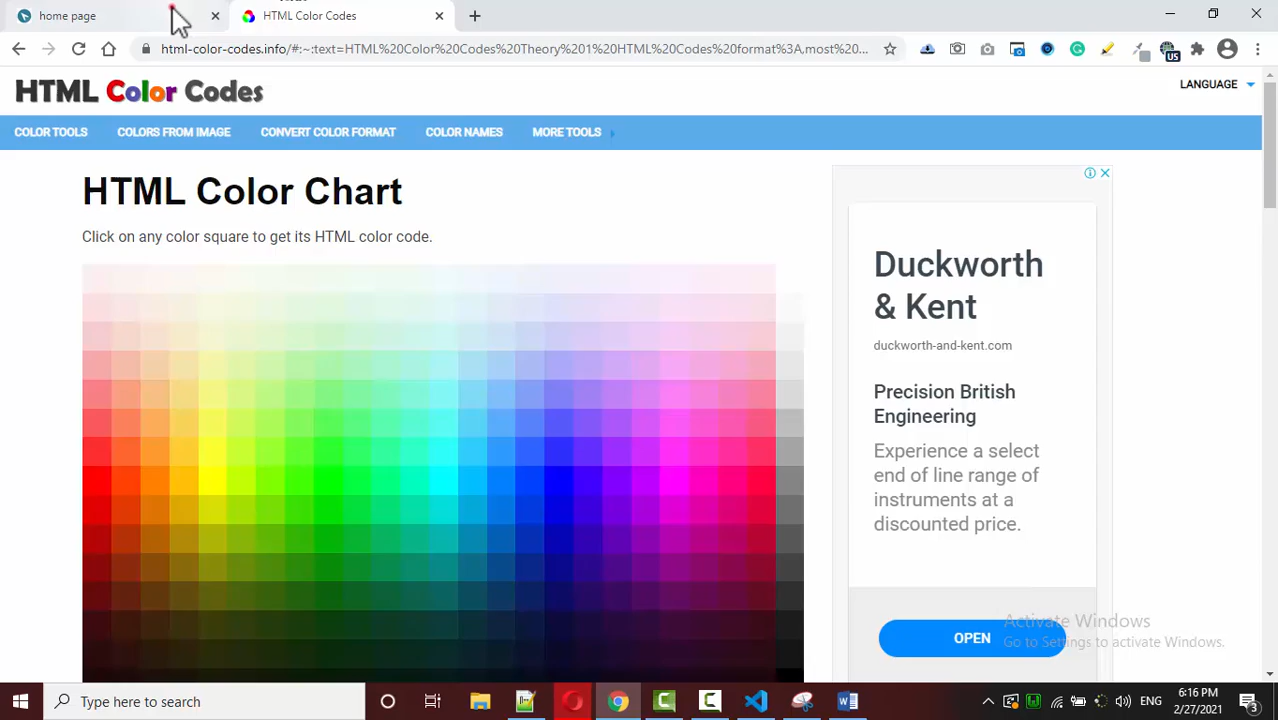 home page
HTML Color Codes
html-color-codes.info/#:~:text=HTML%20Color%20Codes%20Theory%201%20HTML%20Codes%20format%3A.most%20...
US
HTML Color Codes
LANGUAGE
COLOR TOOLS
COLORS FROM IMAGE
CONVERT COLOR FORMAT
COLOR NAMES
MORE TOOLS
HTML Color Chart
Click on any color square to get its HTML color code.
Duckworth
& Kent
duckworth-and-kent.com
Precision British
Engineering
Experience a select
end of line range of
instruments at a
discounted price.
OPEN
Activate Windows
Go to Settings to activate Windows.
Type here to search
ENG
6:16 PM
2/27/2021
3